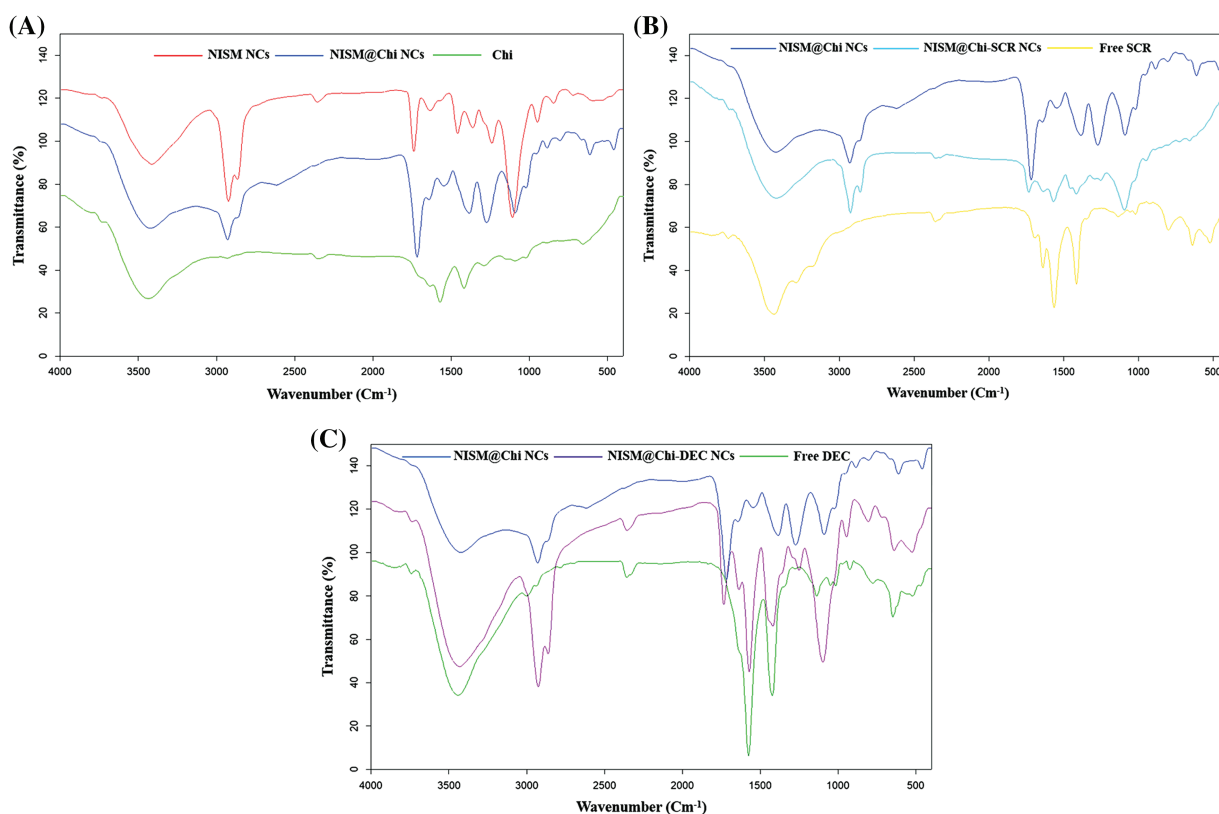 (A)
NISM NCs NISM@Chi NCs Chi
140
120
100
80
60
40
20
0
Transmittance (%)
4000 3500 3000 2500 2000 1500 1000 500
Wavenumber (Cm-1)
(B)
NISM@Chi NCs NISM@Chi-SCR NCs Free SCR
140
120
100
80
60
40
20
0
Transmittance (%)
4000 3500 3000 2500 2000 1500 1000 500
Wavenumber (Cm-1)
(C)
NISM@Chi NCs NISM@Chi-DEC NCs Free DEC
140
120
100
80
60
40
20
0
Transmittance (%)
4000 3500 3000 2500 2000 1500 1000 500
Wavenumber (Cm-1)